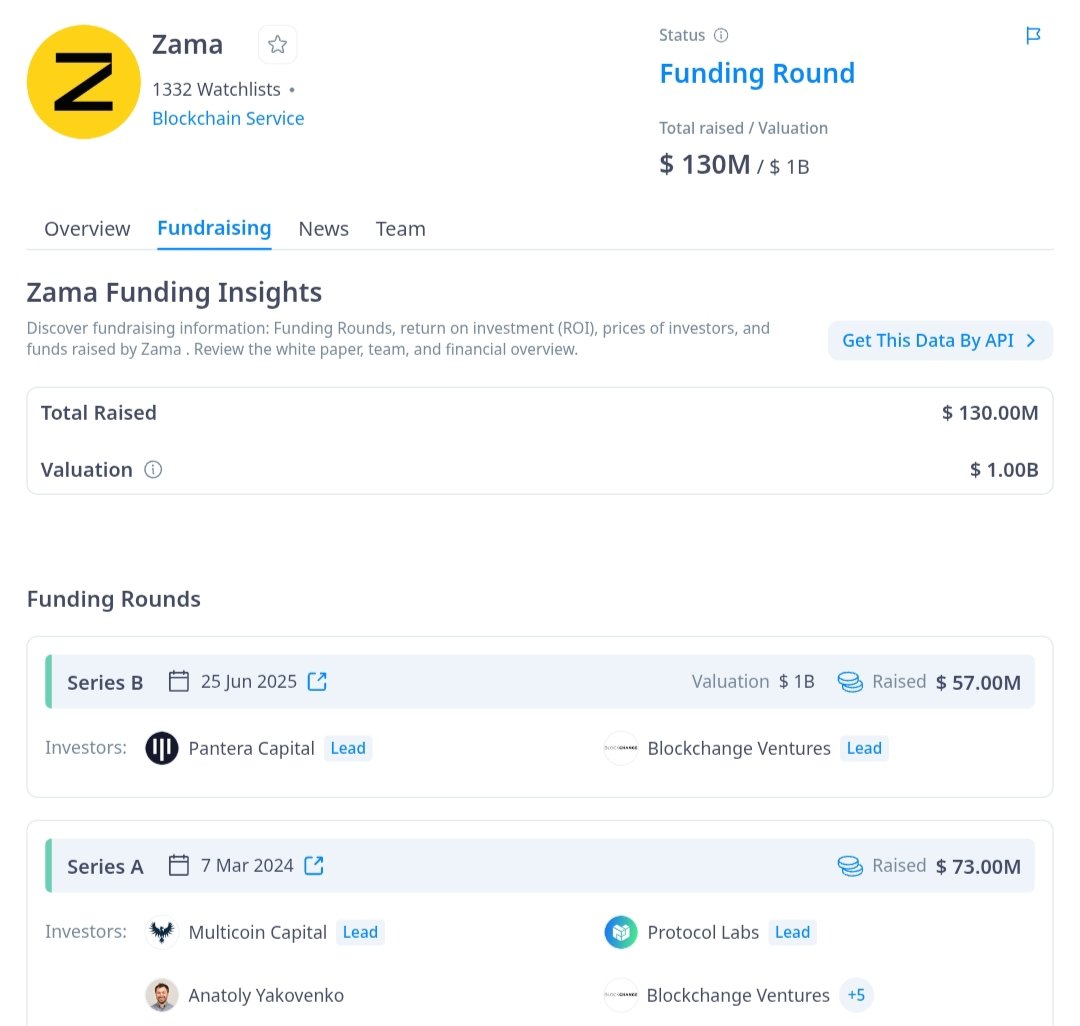 Zama
1332 Watchlists •
Blockchain Service
Status
Funding Round
Total raised / Valuation
$ 130M / $ 1B
Overview Fundraising News Team
Zama Funding Insights
Discover fundraising information: Funding Rounds, return on investment (ROI), prices of investors, and
funds raised by Zama . Review the white paper, team, and financial overview.
Get This Data By API
Total Raised $ 130.00M
Valuation $ 1.00B
Funding Rounds
Series B 25 Jun 2025 Valuation $ 1B Raised $ 57.00M
Investors: Pantera Capital Lead BLOCKCHANGE Blockchange Ventures Lead
Series A 7 Mar 2024 Raised $ 73.00M
Investors: Multicoin Capital Lead Protocol Labs Lead
Anatoly Yakovenko BLOCKCHANGE Blockchange Ventures +5